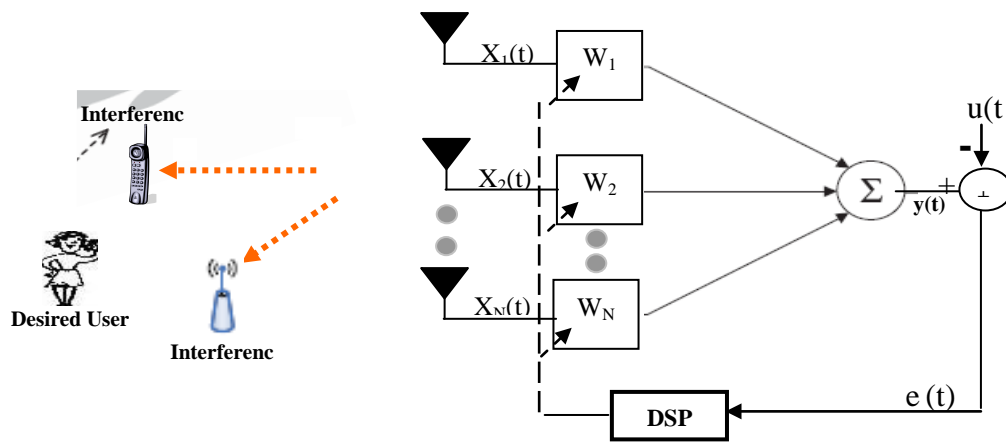 Interferenc
Desired User
Interferenc
X1(t)
W1
X2(t)
W2
XN(t)
WN
Σ
y(t)
+
-
u(t
e (t)
DSP